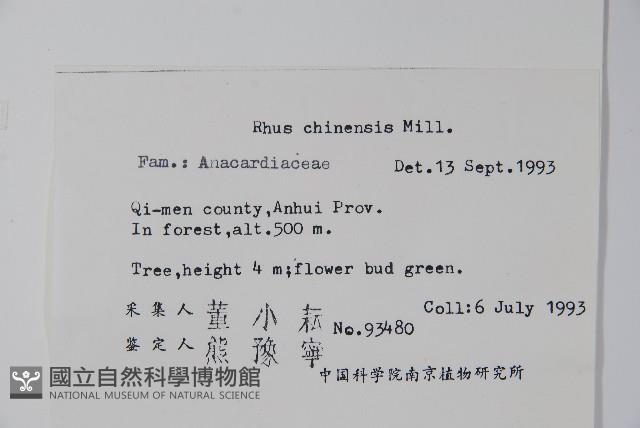 Rhus chinensis Mill.
Fam.: Anacardiaceae Det.13 Sept.1993
Qi-men county,Anhui Prov.
In forest,alt.500 m.
Tree,height 4 m;flower bud green.
采集人 董小菘 Coll:6 July 1993
No.93480
鉴定人 熊豫寧
中国科学院南京植物研究所
國立自然科學博物館
NATIONAL MUSEUM OF NATURAL SCIENCE